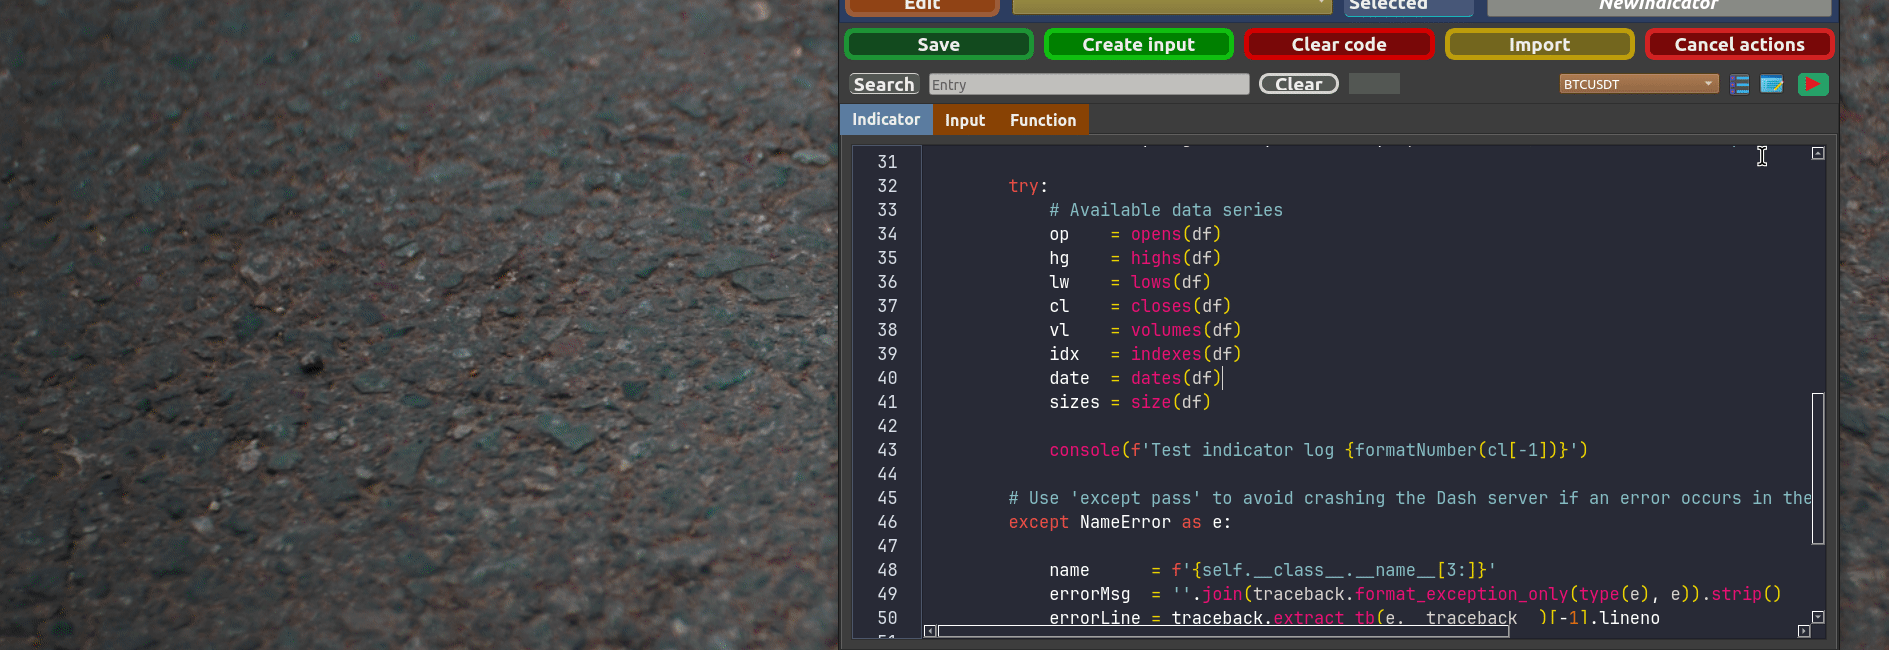 Edit Selected NewIndicator
Save Create input Clear code Import Cancel actions
Search Entry Clear BTCUSDT
Indicator Input Function
31
32 try:
33 # Available data series
34 op = opens(df)
35 hg = highs(df)
36 lw = lows(df)
37 cl = closes(df)
38 vl = volumes(df)
39 idx = indexes(df)
40 date = dates(df)
41 sizes = size(df)
42
43 console(f'Test indicator log {formatNumber(cl[-1])}')
44
45 # Use 'except pass' to avoid crashing the Dash server if an error occurs in the
46 except NameError as e:
47
48 name = f'{self.__class__.__name__[3:]}'
49 errorMsg = ''.join(traceback.format_exception_only(type(e), e)).strip()
50 errorLine = traceback.extract_tb(e.__traceback__)[-1].lineno